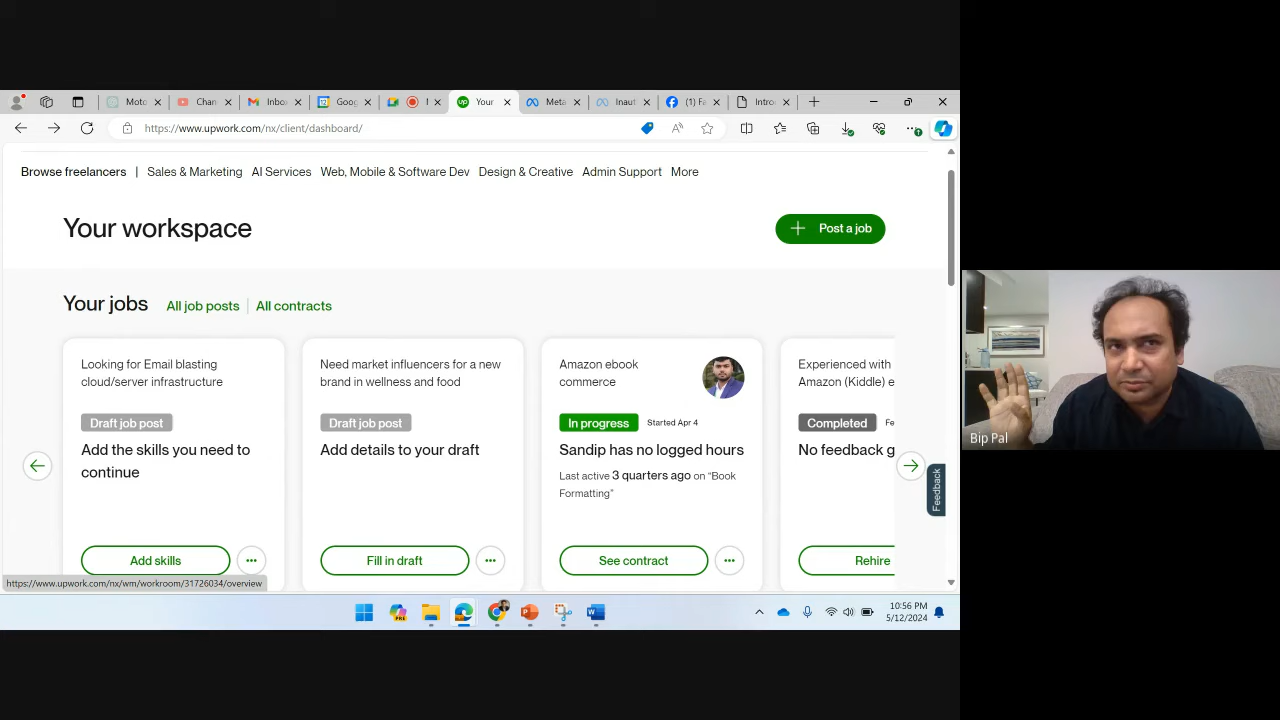 Moto
Chan
Inbo
Goog
Your
Meta
Inaut
(1) Fa
Intro
https://www.upwork.com/nx/client/dashboard/
Browse freelancers | Sales & Marketing AI Services Web, Mobile & Software Dev Design & Creative Admin Support More
Your workspace
Post a job
Your jobs All job posts All contracts
Looking for Email blasting
cloud/server infrastructure
Draft job post
Add the skills you need to
continue
Add skills
Need market influencers for a new
brand in wellness and food
Draft job post
Add details to your draft
Fill in draft
Amazon ebook
commerce
In progress Started Apr 4
Sandip has no logged hours
Last active 3 quarters ago on "Book
Formatting"
See contract
Experienced with
Amazon (Kiddle) e
Completed Fe
No feedback g
Rehire
Feedback
https://www.upwork.com/nx/wm/workroom/31726034/overview
10:56 PM
5/12/2024
Bip Pal